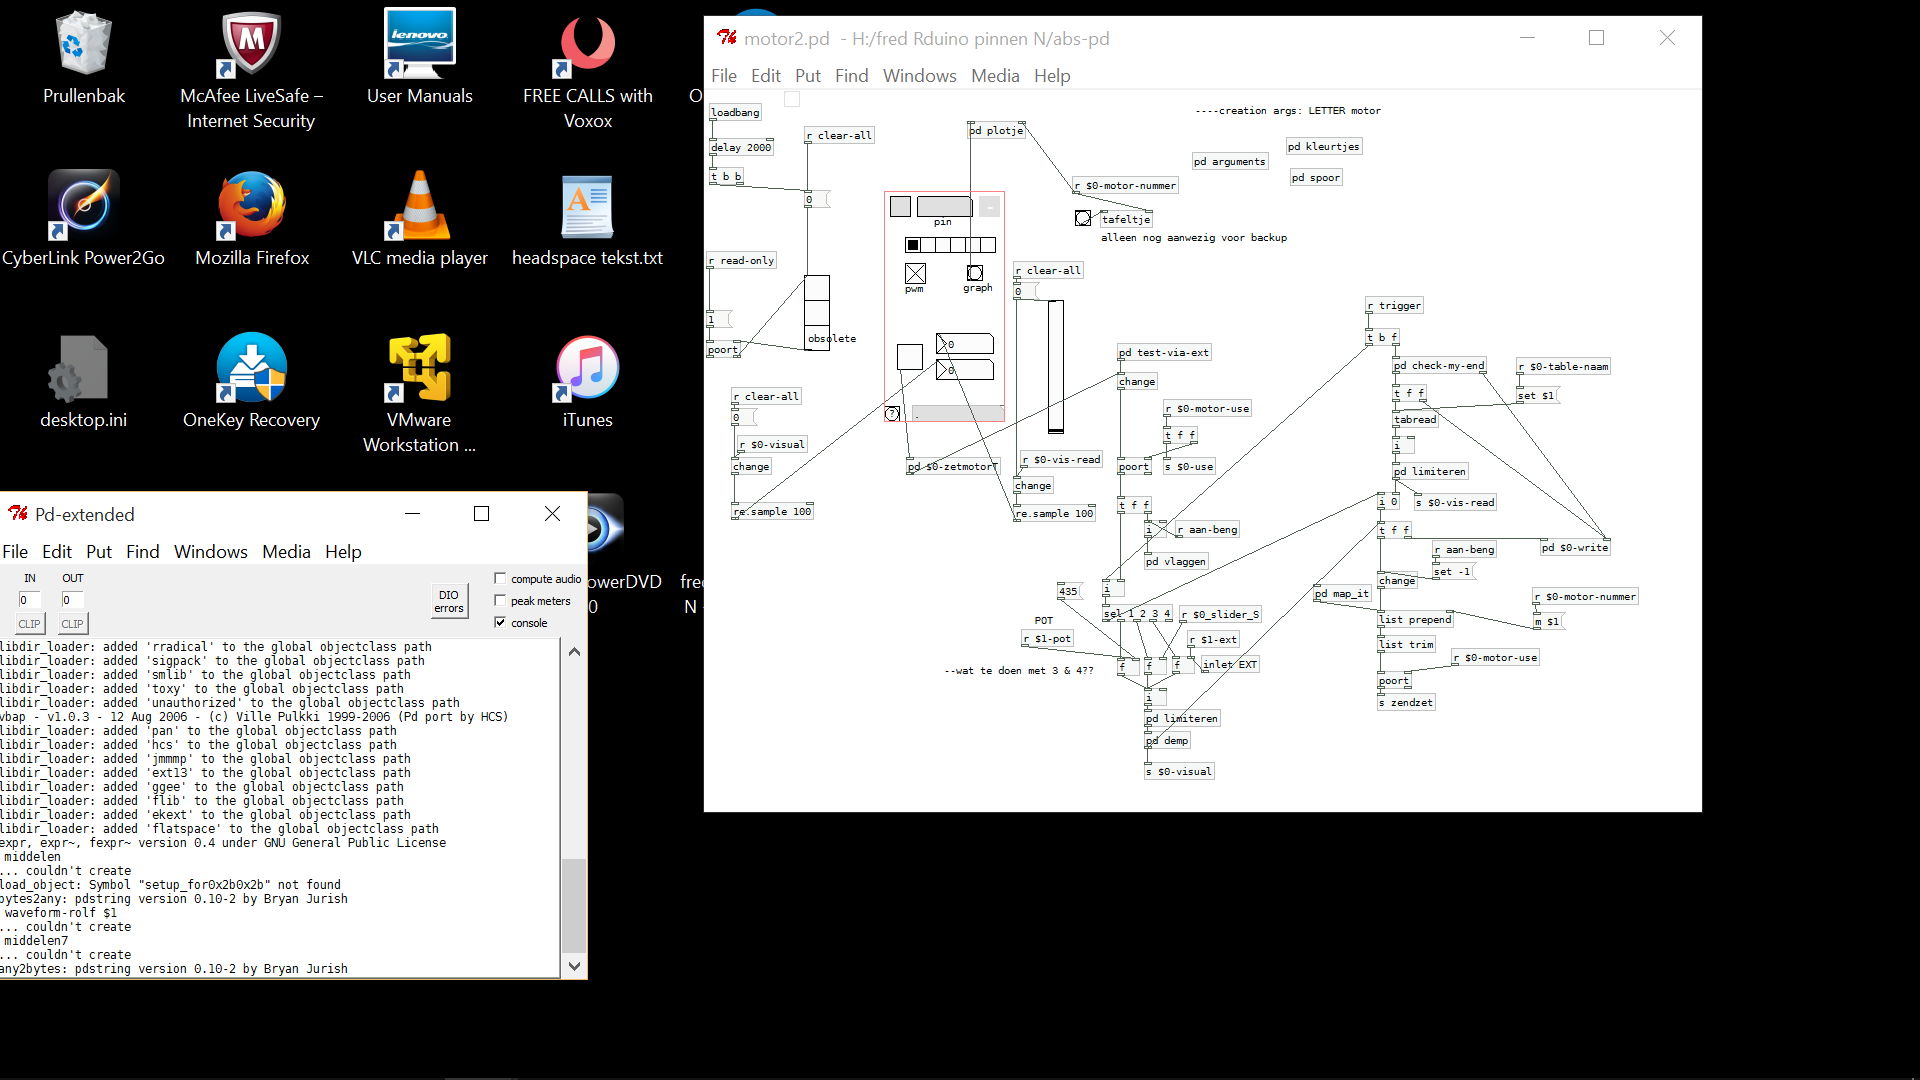 Prullenbak
McAfee LiveSafe –
Internet Security
lenovo
User Manuals
FREE CALLS with
Voxox
O
CyberLink Power2Go
Mozilla Firefox
VLC media player
headspace tekst.txt
desktop.ini
OneKey Recovery
VMware
Workstation ...
iTunes
owerDVD
0
fre
N
Pd-extended
File Edit Put Find Windows Media Help
IN
OUT
0
0
CLIP
CLIP
DIO
errors
compute audio
peak meters
console
libdir_loader: added 'rradical' to the global objectclass path
libdir_loader: added 'sigpack' to the global objectclass path
libdir_loader: added 'smlib' to the global objectclass path
libdir_loader: added 'toxy' to the global objectclass path
libdir_loader: added 'unauthorized' to the global objectclass path
vbap - v1.0.3 - 12 Aug 2006 - (c) Ville Pulkki 1999-2006 (Pd port by HCS)
libdir_loader: added 'pan' to the global objectclass path
libdir_loader: added 'hcs' to the global objectclass path
libdir_loader: added 'jmmmp' to the global objectclass path
libdir_loader: added 'ext13' to the global objectclass path
libdir_loader: added 'ggee' to the global objectclass path
libdir_loader: added 'flib' to the global objectclass path
libdir_loader: added 'ekext' to the global objectclass path
libdir_loader: added 'flatspace' to the global objectclass path
expr, expr~, fexpr~ version 0.4 under GNU General Public License
middelen
... couldn't create
load_object: Symbol "setup_for0x2b0x2b" not found
bytes2any: pdstring version 0.10-2 by Bryan Jurish
waveform-rolf $1
... couldn't create
middelen7
... couldn't create
any2bytes: pdstring version 0.10-2 by Bryan Jurish
motor2.pd - H:/fred Rduino pinnen N/abs-pd
File Edit Put Find Windows Media Help
loadbang
delay 2000
t b b
r clear-all
0
r read-only
1
poort
obsolete
r clear-all
0
r $0-visual
change
re.sample 100
pd plotje
pin
pwm
graph
0
0
?
pd $0-zetmotorT
r clear-all
0
r $0-vis-read
change
re.sample 100
----creation args: LETTER motor
pd kleurtjes
pd arguments
pd spoor
r $0-motor-nummer
tafeltje
alleen nog aanwezig voor backup
pd test-via-ext
change
r $0-motor-use
t f f
poort
s $0-use
t f f
i
r aan-beng
pd vlaggen
435
i
sel 1 2 3 4
r $0_slider_S
POT
r $1-pot
r $1-ext
f
f
f
inlet EXT
--wat te doen met 3 & 4??
i
pd limiteren
pd demp
s $0-visual
r trigger
t b f
pd check-my-end
r $0-table-naam
t f f
set $1
tabread
i
pd limiteren
i 0
s $0-vis-read
t f f
r aan-beng
pd $0-write
set -1
change
pd map_it
r $0-motor-nummer
list prepend
m $1
list trim
r $0-motor-use
poort
s zendzet